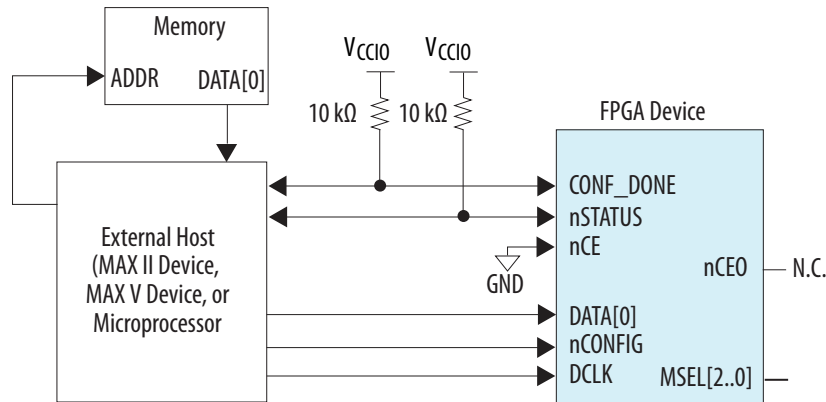 Memory
ADDR
DATA[0]
VCCIO
VCCIO
10 kΩ
10 kΩ
FPGA Device
External Host
(MAX II Device,
MAX V Device, or
Microprocessor
CONF_DONE
nSTATUS
nCE
GND
nCEO
N.C.
DATA[0]
nCONFIG
DCLK
MSEL[2..0]